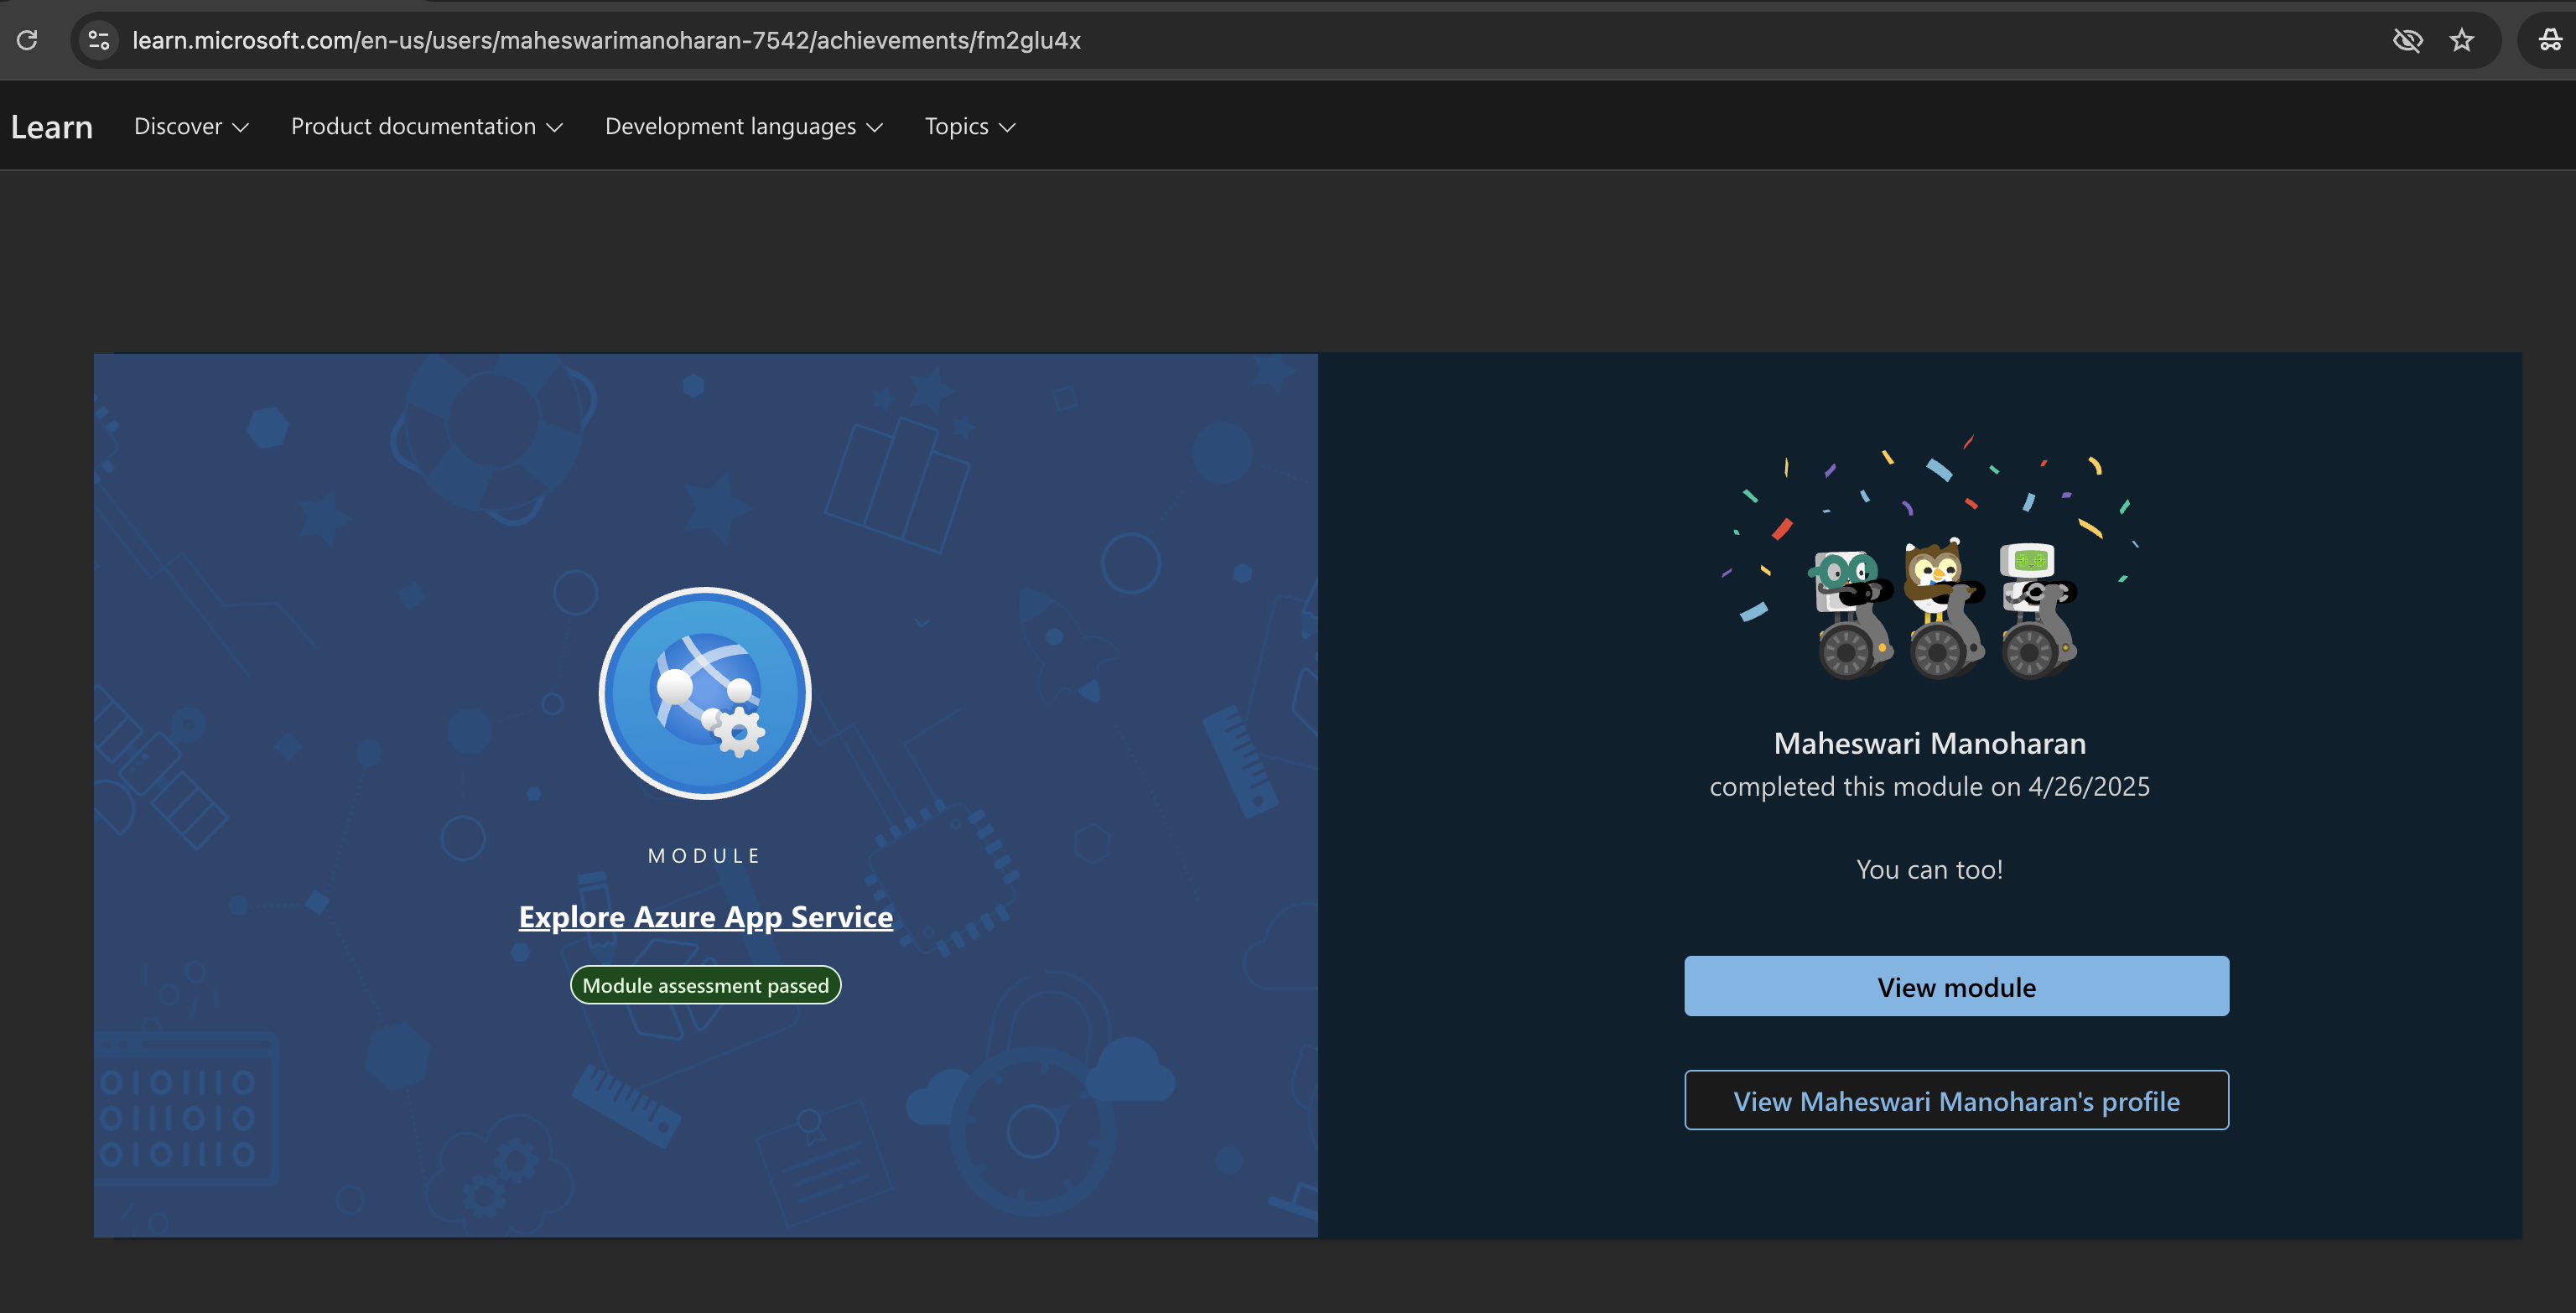 learn.microsoft.com/en-us/users/maheswarimanoharan-7542/achievements/fm2glu4x
Learn
Discover
Product documentation
Development languages
Topics
MODULE
Explore Azure App Service
Module assessment passed
Maheswari Manoharan
completed this module on 4/26/2025
You can too!
View module
View Maheswari Manoharan's profile